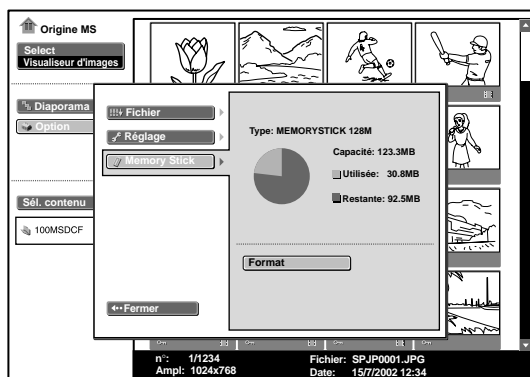 Origine MS
Select
Visualiseur d'images
Diaporama
Option
Sél. contenu
100MSDCF
Fichier
Réglage
Memory Stick
Fermer
Type: MEMORYSTICK 128M
Capacité: 123.3MB
Utilisée: 30.8MB
Restante: 92.5MB
Format
n°: 1/1234
Fichier: SPJP0001.JPG
Ampl: 1024x768
Date: 15/7/2002 12:34